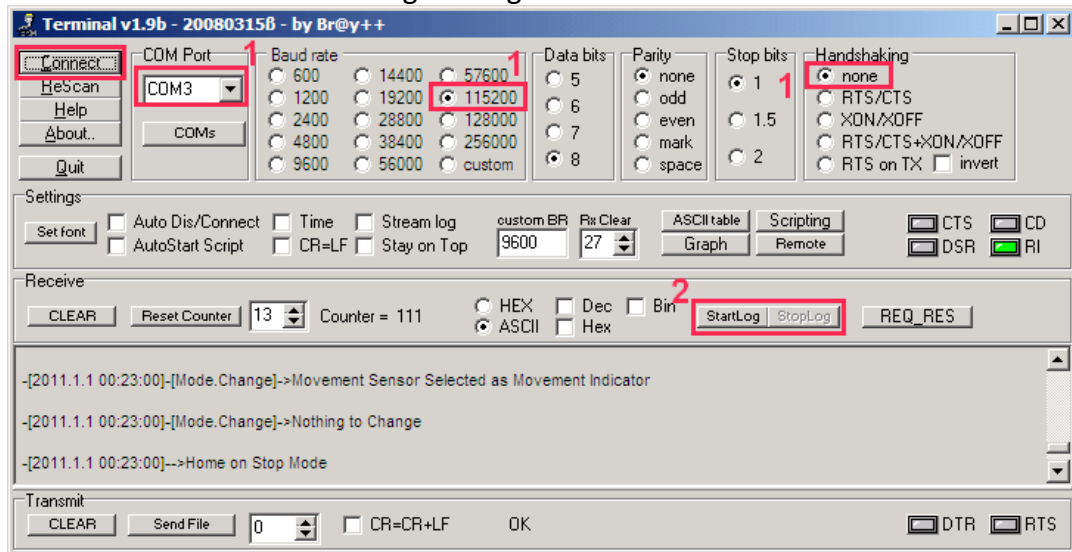 Terminal v1.9b - 20080315ß - by Br@y++
Connect
ReScan
Help
About..
Quit
COM Port
1
COM3
COMs
Baud rate
1
600 14400 57600
1200 19200 115200
2400 28800 128000
4800 38400 256000
9600 56000 custom
Data bits
5
6
7
8
Parity
none
odd
even
mark
space
Stop bits
1
1
1.5
2
Handshaking
none
RTS/CTS
XON/XOFF
RTS/CTS+XON/XOFF
RTS on TX invert
Settings
Set font
Auto Dis/Connect Time Stream log
AutoStart Script CR=LF Stay on Top
custom BR Rx Clear
9600 27
ASCII table Scripting
Graph Remote
CTS CD
DSR RI
Receive
CLEAR Reset Counter 13 Counter = 111
HEX Dec Bin
ASCII Hex
2
StartLog StopLog REQ_RES
-[2011.1.1 00:23:00]-[Mode.Change]->Movement Sensor Selected as Movement Indicator
-[2011.1.1 00:23:00]-[Mode.Change]->Nothing to Change
-[2011.1.1 00:23:00]-->Home on Stop Mode
Transmit
CLEAR Send File 0 CR=CR+LF OK DTR RTS